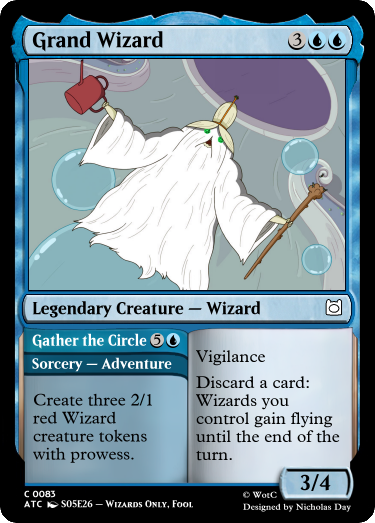 Grand Wizard 3
Legendary Creature — Wizard
Gather the Circle 5
Sorcery — Adventure
Create three 2/1
red Wizard
creature tokens
with prowess.
Vigilance
Discard a card:
Wizards you
control gain flying
until the end of the
turn.
3/4
C 0083
ATC S05E26 – Wizards Only, Fool
© WotC
Designed by Nicholas Day